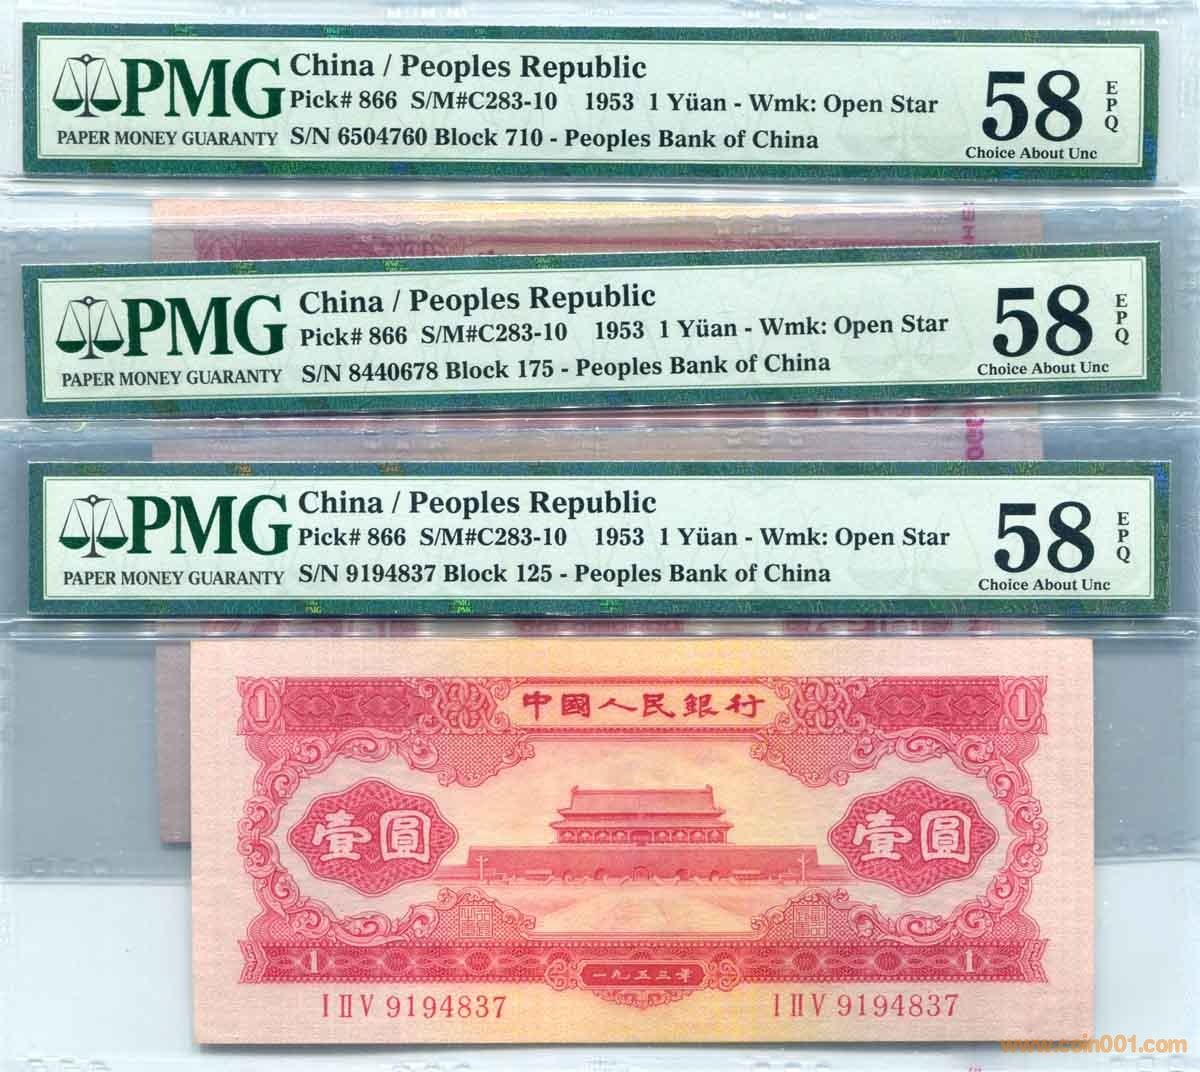 PMG
PAPER MONEY GUARANTY
China / Peoples Republic
Pick# 866 S/M#C283-10 1953 1 Yüan - Wmk: Open Star
S/N 6504760 Block 710 - Peoples Bank of China
58 EPQ
Choice About Unc
PMG
PAPER MONEY GUARANTY
China / Peoples Republic
Pick# 866 S/M#C283-10 1953 1 Yüan - Wmk: Open Star
S/N 8440678 Block 175 - Peoples Bank of China
58 EPQ
Choice About Unc
PMG
PAPER MONEY GUARANTY
China / Peoples Republic
Pick# 866 S/M#C283-10 1953 1 Yüan - Wmk: Open Star
S/N 9194837 Block 125 - Peoples Bank of China
58 EPQ
Choice About Unc
1 中國人民銀行 1
壹圓 壹圓
1 一九五三年 1
I II V 9194837 I II V 9194837
www.coin001.com